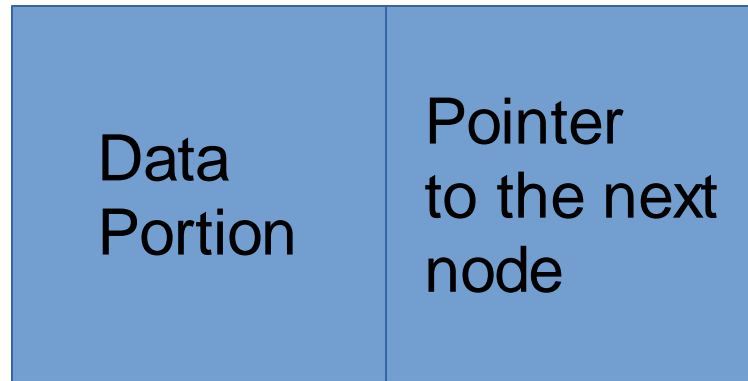 Data
Portion
Pointer
to the next
node